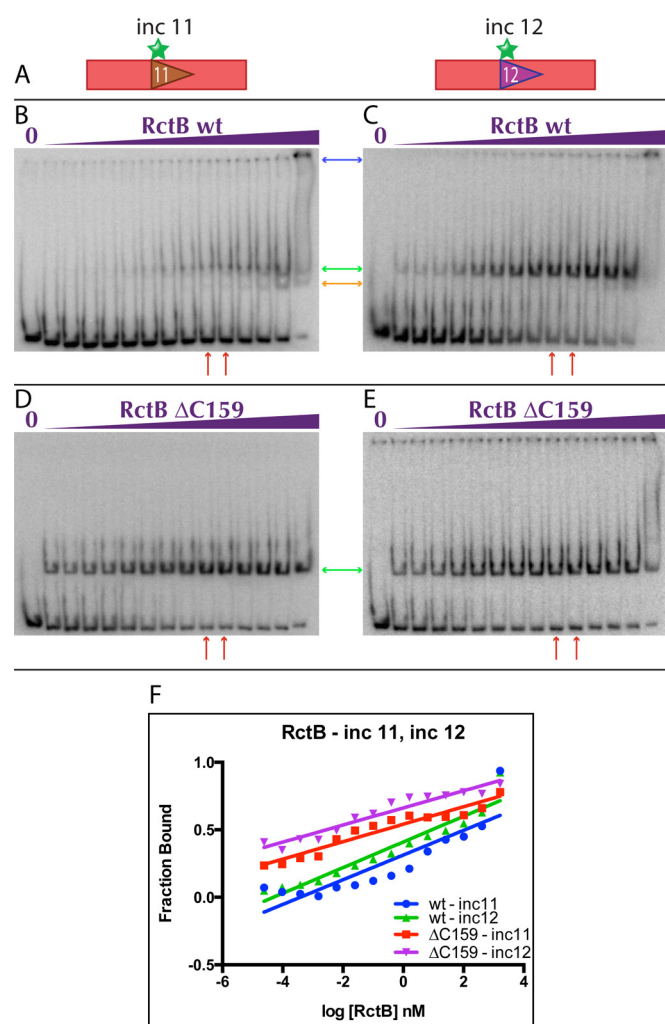 inc 11
inc 12
A
11
12
B
RctB wt
0
C
RctB wt
0
D
RctB ΔC159
0
E
RctB ΔC159
0
F
RctB - inc 11, inc 12
Fraction Bound
1.0
0.5
0.0
-0.5
wt - inc11
wt - inc12
ΔC159 - inc11
ΔC159 - inc12
-6
-4
-2
0
2
4
log [RctB] nM